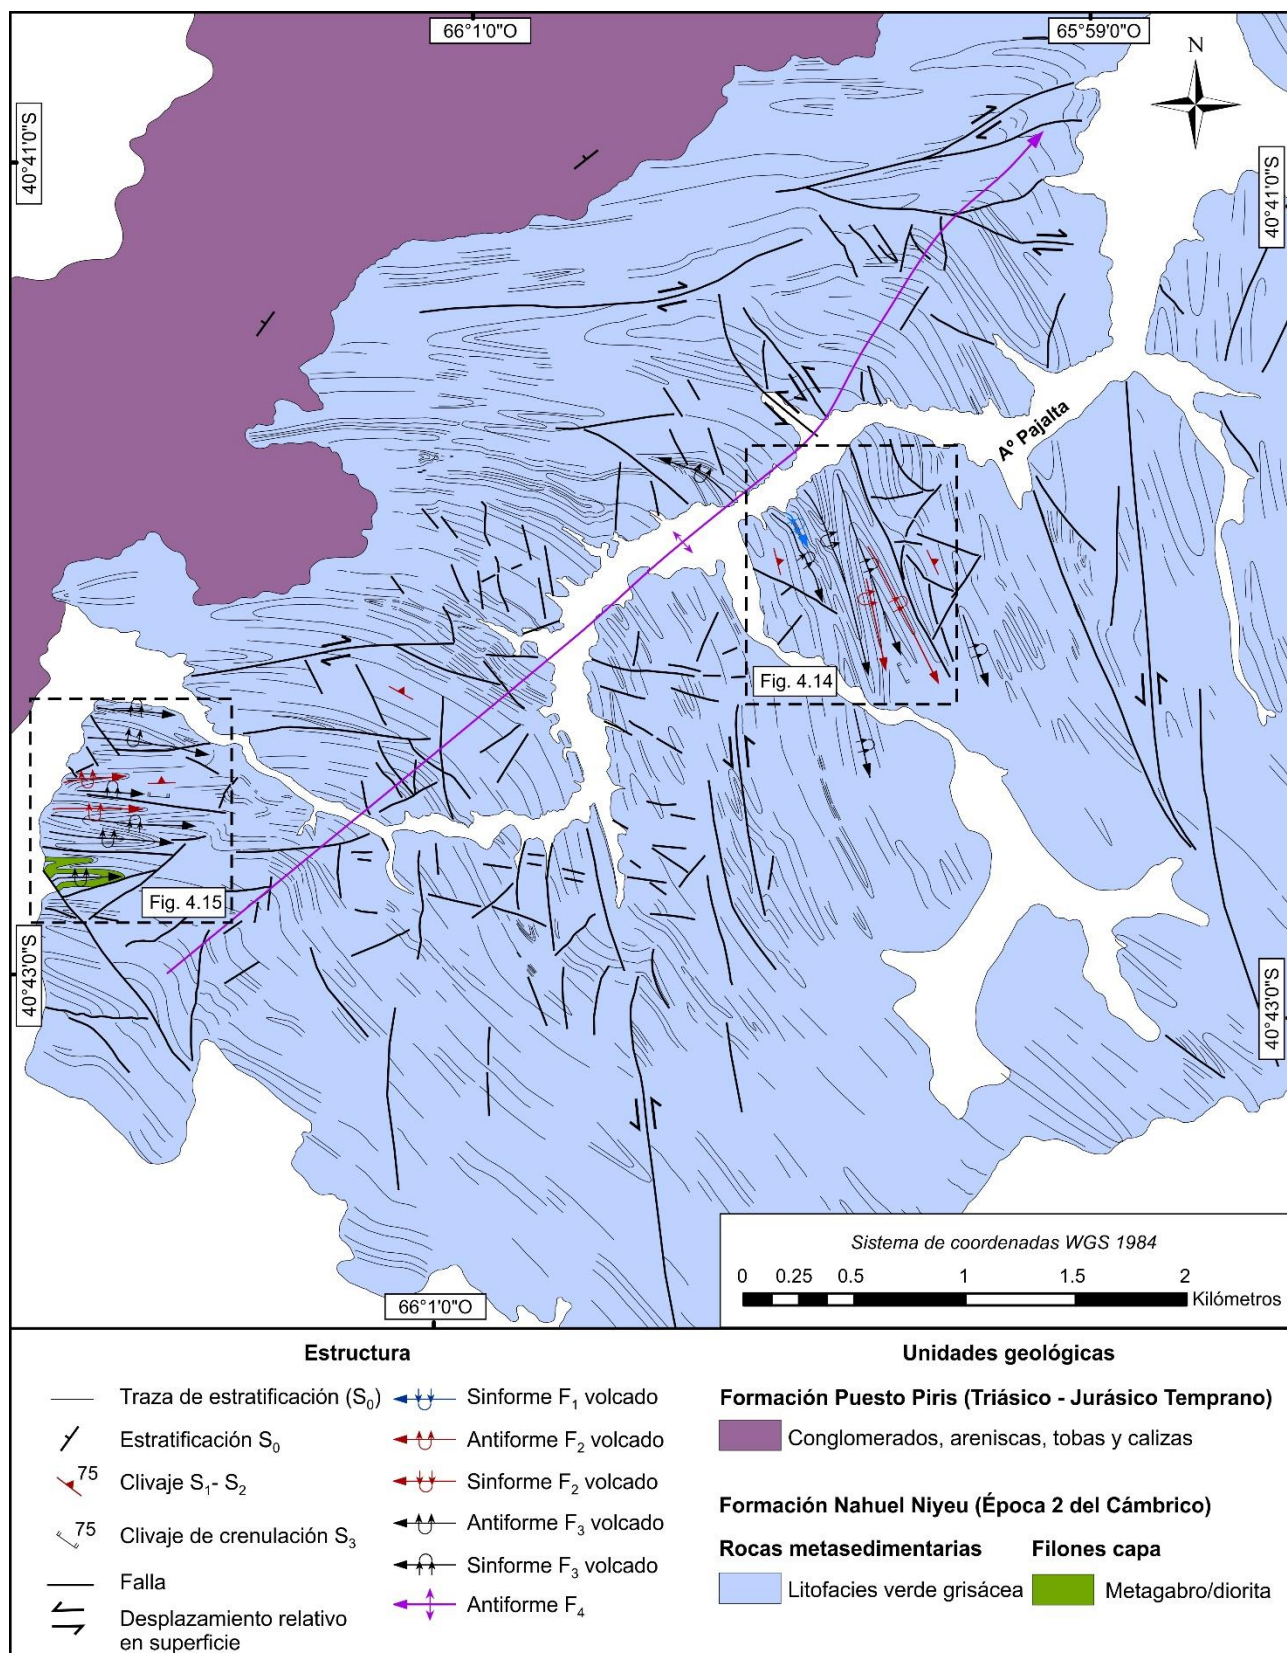 66°1'0"O
65°59'0"O
N
40°41'0"S
40°41'0"S
Aº Pajalta
Fig. 4.14
Fig. 4.15
40°43'0"S
40°43'0"S
Sistema de coordenadas WGS 1984
0 0.25 0.5 1 1.5 2
Kilómetros
66°1'0"O
Estructura
Traza de estratificación (S0)
Estratificación S0
75 Clivaje S1- S2
75 Clivaje de crenulación S3
Falla
Desplazamiento relativo
en superficie
Sinforme F1 volcado
Antiforme F2 volcado
Sinforme F2 volcado
Antiforme F3 volcado
Sinforme F3 volcado
Antiforme F4
Unidades geológicas
Formación Puesto Piris (Triásico - Jurásico Temprano)
Conglomerados, areniscas, tobas y calizas
Formación Nahuel Niyeu (Época 2 del Cámbrico)
Rocas metasedimentarias
Filones capa
Litofacies verde grisácea
Metagabro/diorita